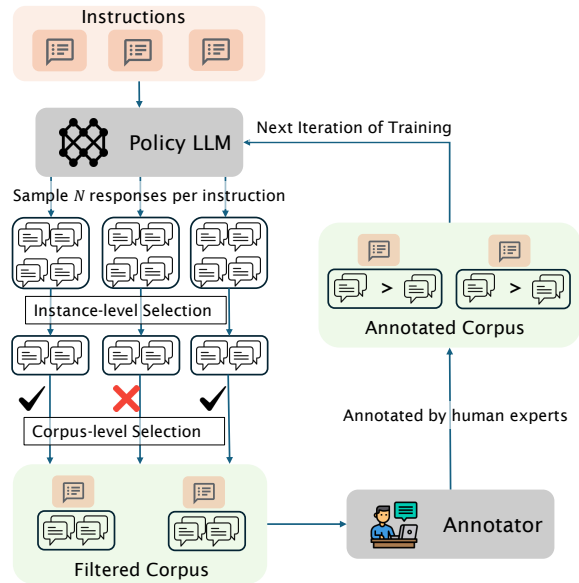 Instructions
Policy LLM
Next Iteration of Training
Sample N responses per instruction
Instance-level Selection
> >
Annotated Corpus
Corpus-level Selection
Annotated by human experts
Annotator
Filtered Corpus